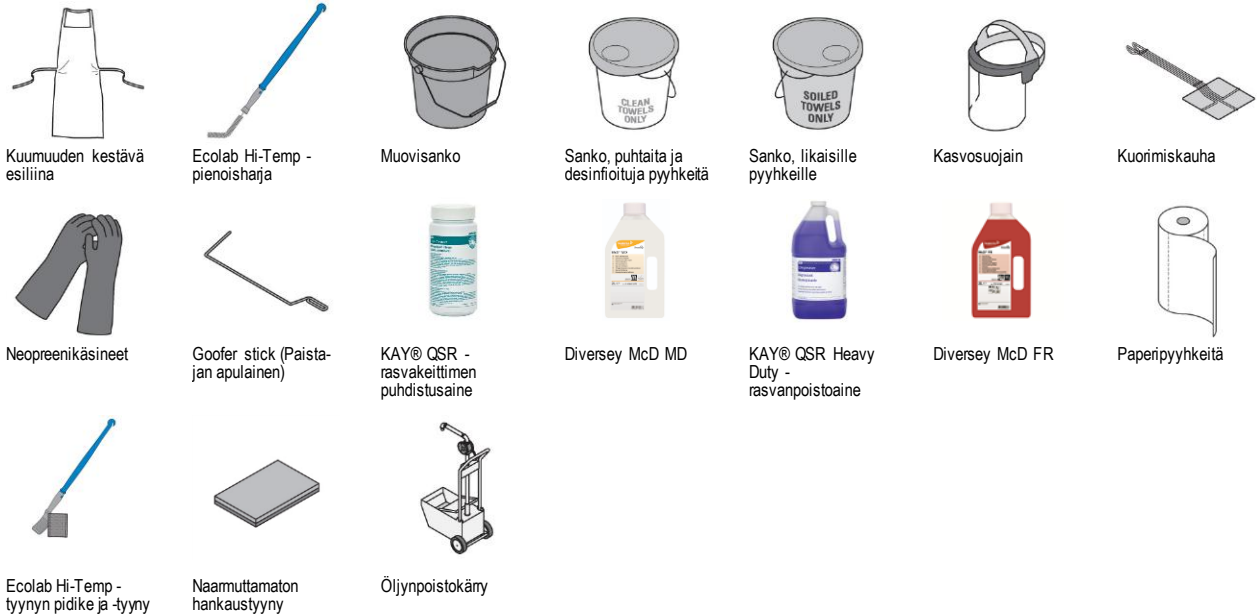 CLEAN
TOWELS
ONLY
SOILED
TOWELS
ONLY
Kuumuuden kestävä
esiliina
Ecolab Hi-Temp -
pienoisharja
Muovisanko
Sanko, puhtaita ja
desinfioituja pyyhkeitä
Sanko, likaisille
pyyhkeille
Kasvosuojain
Kuorimiskauha
Neopreenikäsineet
Goofer stick (Paista-
jan apulainen)
KAY® QSR -
rasvakeittimen
puhdistusaine
Diversey McD MD
KAY® QSR Heavy
Duty -
rasvanpoistoaine
Diversey McD FR
Paperipyyhkeitä
Ecolab Hi-Temp -
tyynyn pidike ja -tyyny
Naarmuttamaton
hankaustyyny
Öljynpoistokärry